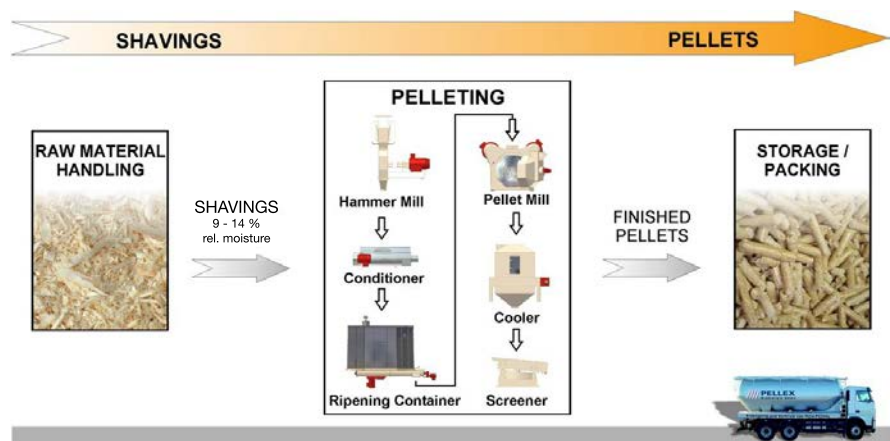 SHAVINGS
PELLETS
RAW MATERIAL
HANDLING
SHAVINGS
9 - 14 %
rel. moisture
PELLETING
Hammer Mill
Conditioner
Ripening Container
Pellet Mill
Cooler
Screener
FINISHED
PELLETS
STORAGE /
PACKING
PELLEX